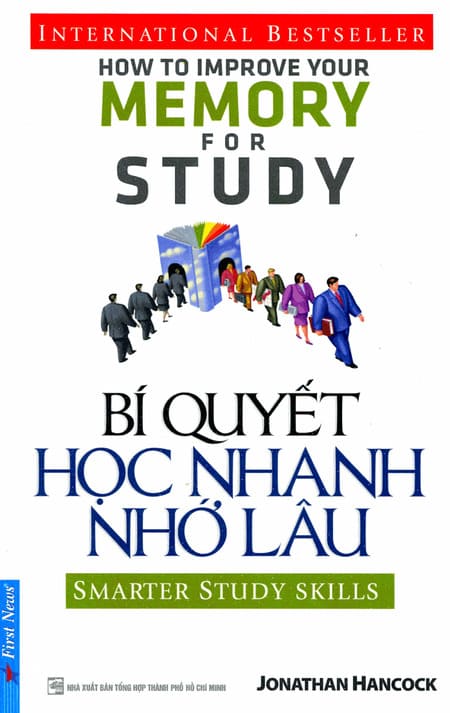 INTERNATIONAL BESTSELLER
HOW TO IMPROVE YOUR
MEMORY
FOR
STUDY
BÍ QUYẾT
HỌC NHANH
NHỚ LÂU
SMARTER STUDY SKILLS
First News
NHÀ XUẤT BẢN TỔNG HỢP THÀNH PHỐ HỒ CHÍ MINH
JONATHAN HANCOCK